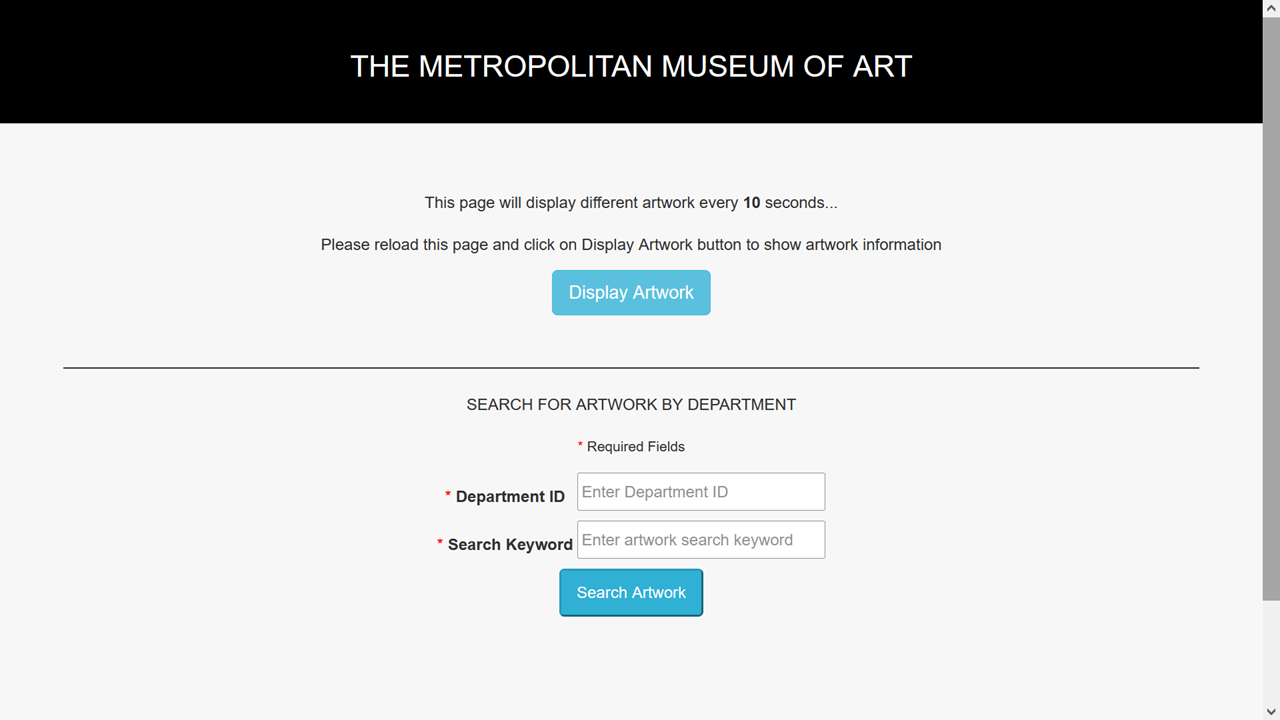 THE METROPOLITAN MUSEUM OF ART
This page will display different artwork every 10 seconds...
Please reload this page and click on Display Artwork button to show artwork information
Display Artwork
SEARCH FOR ARTWORK BY DEPARTMENT
* Required Fields
* Department ID Enter Department ID
* Search Keyword Enter artwork search keyword
Search Artwork